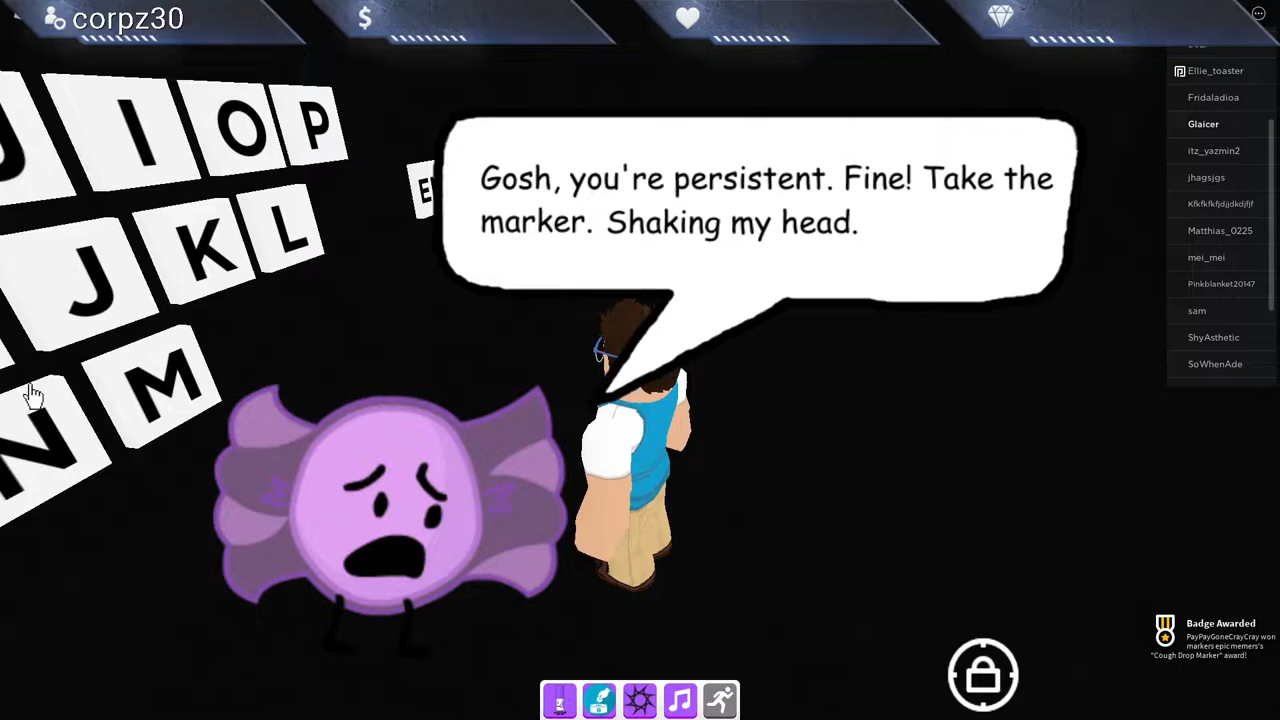 corpz30
$
Ellie_toaster
Fridaladioa
Glaicer
itz_yazmin2
jhagsjgs
Kfkfkfkfjdjjdkdjfjf
Matthias_0225
mei_mei
Pinkblanket20147
sam
ShyAsthetic
SoWhenAde
I O P
J K L
N M
Gosh, you're persistent. Fine! Take the
marker. Shaking my head.
Badge Awarded
PayPayGoneCrayCray won
markers epic memers's
"Cough Drop Marker" award!